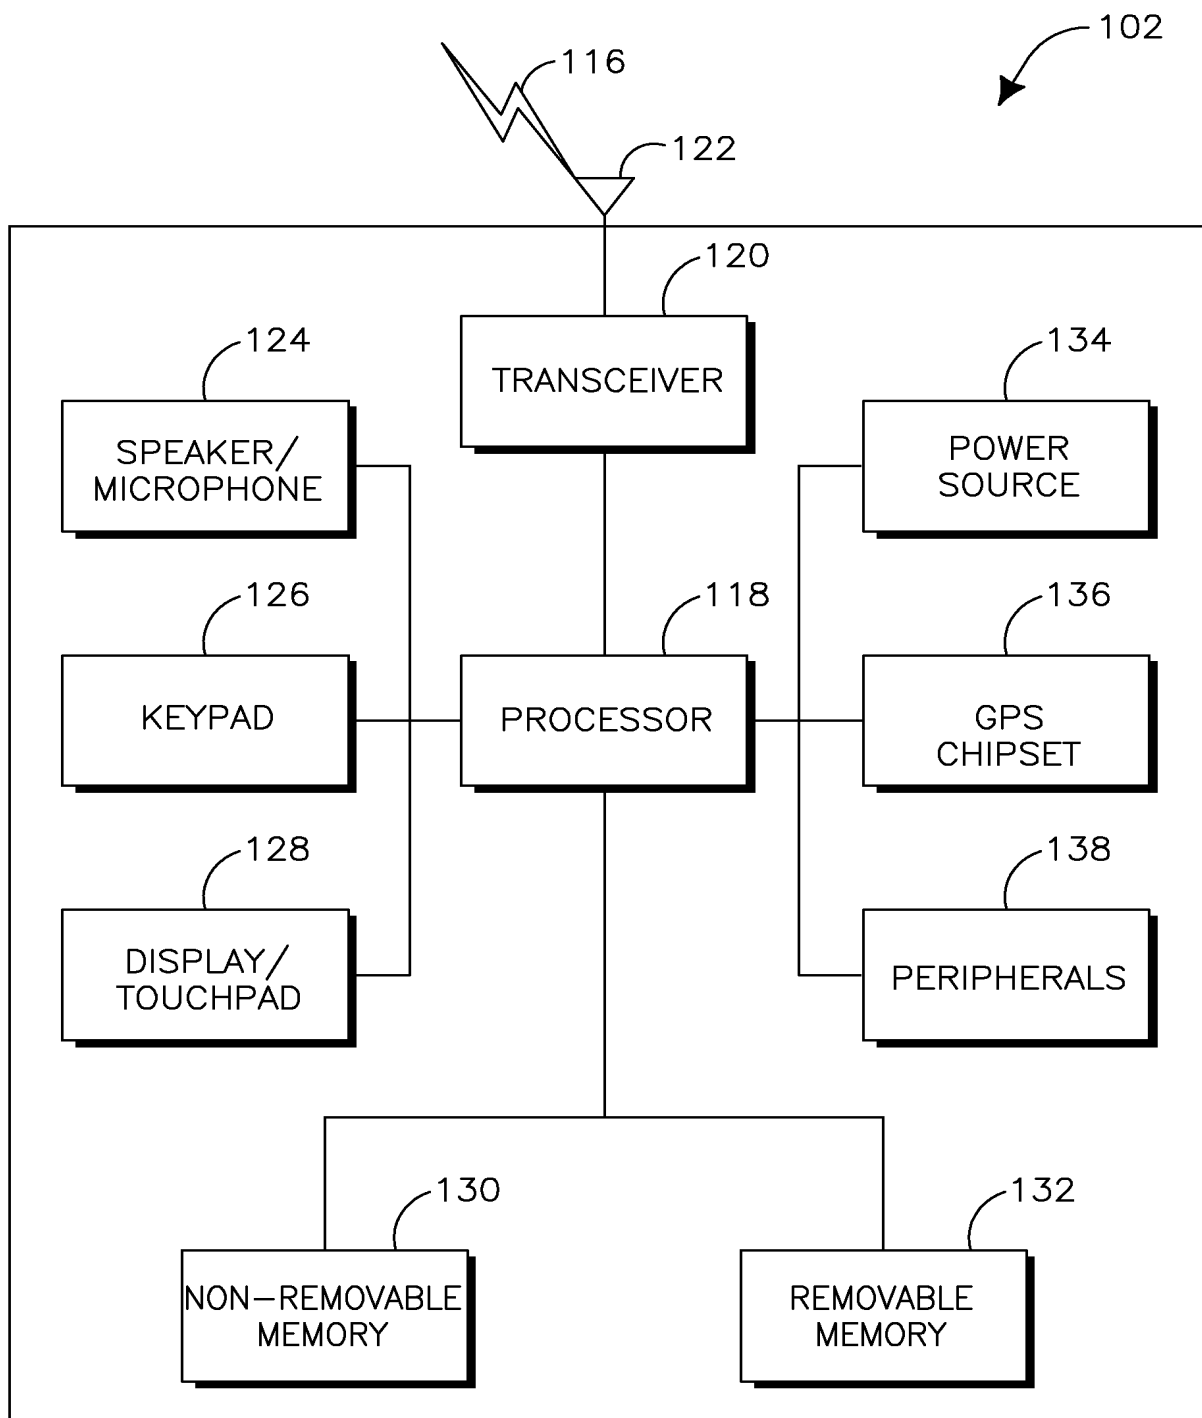 102
116
122
120
TRANSCEIVER
124
SPEAKER/
MICROPHONE
134
POWER
SOURCE
126
KEYPAD
118
PROCESSOR
136
GPS
CHIPSET
128
DISPLAY/
TOUCHPAD
138
PERIPHERALS
130
NON-REMOVABLE
MEMORY
132
REMOVABLE
MEMORY